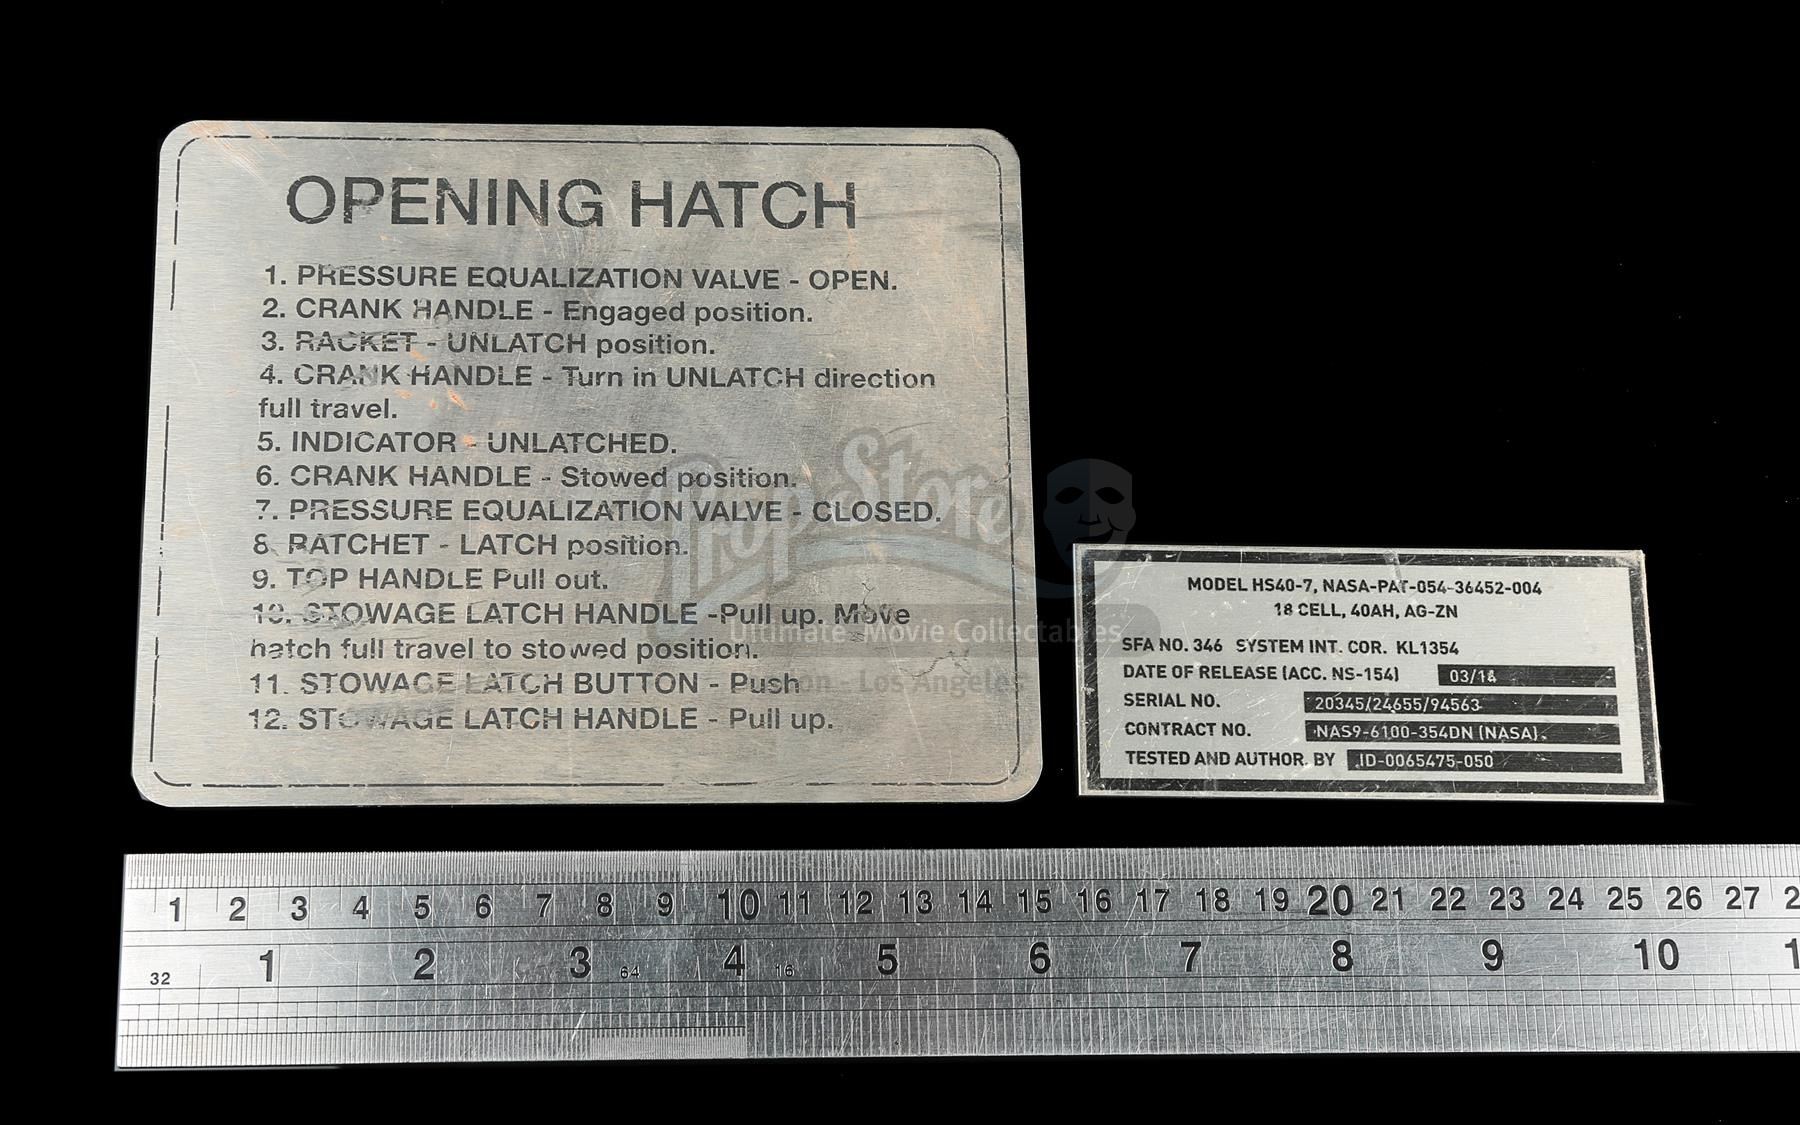 OPENING HATCH
1. PRESSURE EQUALIZATION VALVE - OPEN.
2. CRANK HANDLE - Engaged position.
3. RACKET - UNLATCH position.
4. CRANK HANDLE - Turn in UNLATCH direction
full travel.
5. INDICATOR - UNLATCHED.
6. CRANK HANDLE - Stowed position.
7. PRESSURE EQUALIZATION VALVE - CLOSED.
8. RATCHET - LATCH position.
9. TOP HANDLE Pull out.
10. STOWAGE LATCH HANDLE -Pull up. Move
hatch full travel to stowed position.
11. STOWAGE LATCH BUTTON - Push
12. STOWAGE LATCH HANDLE - Pull up.
Prop Store
Ultimate Movie Collectables
London - Los Angeles
MODEL HS40-7, NASA-PAT-054-36452-004
18 CELL, 40AH, AG-ZN
SFA NO. 346 SYSTEM INT. COR. KL1354
DATE OF RELEASE (ACC. NS-154) 03/14
SERIAL NO. 20345/24655/94563
CONTRACT NO. NAS9-6100-354DN (NASA).
TESTED AND AUTHOR. BY ID-0065475-050
1 2 3 4 5 6 7 8 9 10 11 12 13 14 15 16 17 18 19 20 21 22 23 24 25 26 27 2
32 1 2 3 64 4 16 5 6 7 8 9 10 1